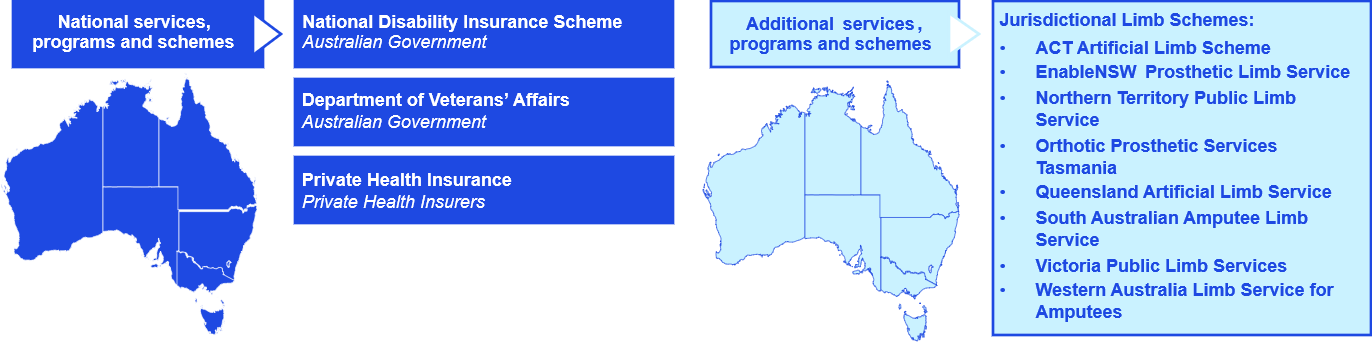 National services,
programs and schemes
National Disability Insurance Scheme
Australian Government
Department of Veterans’ Affairs
Australian Government
Private Health Insurance
Private Health Insurers
Additional services,
programs and schemes
Jurisdictional Limb Schemes:
• ACT Artificial Limb Scheme
• EnableNSW Prosthetic Limb Service
• Northern Territory Public Limb
Service
• Orthotic Prosthetic Services
Tasmania
• Queensland Artificial Limb Service
• South Australian Amputee Limb
Service
• Victoria Public Limb Services
• Western Australia Limb Service for
Amputees